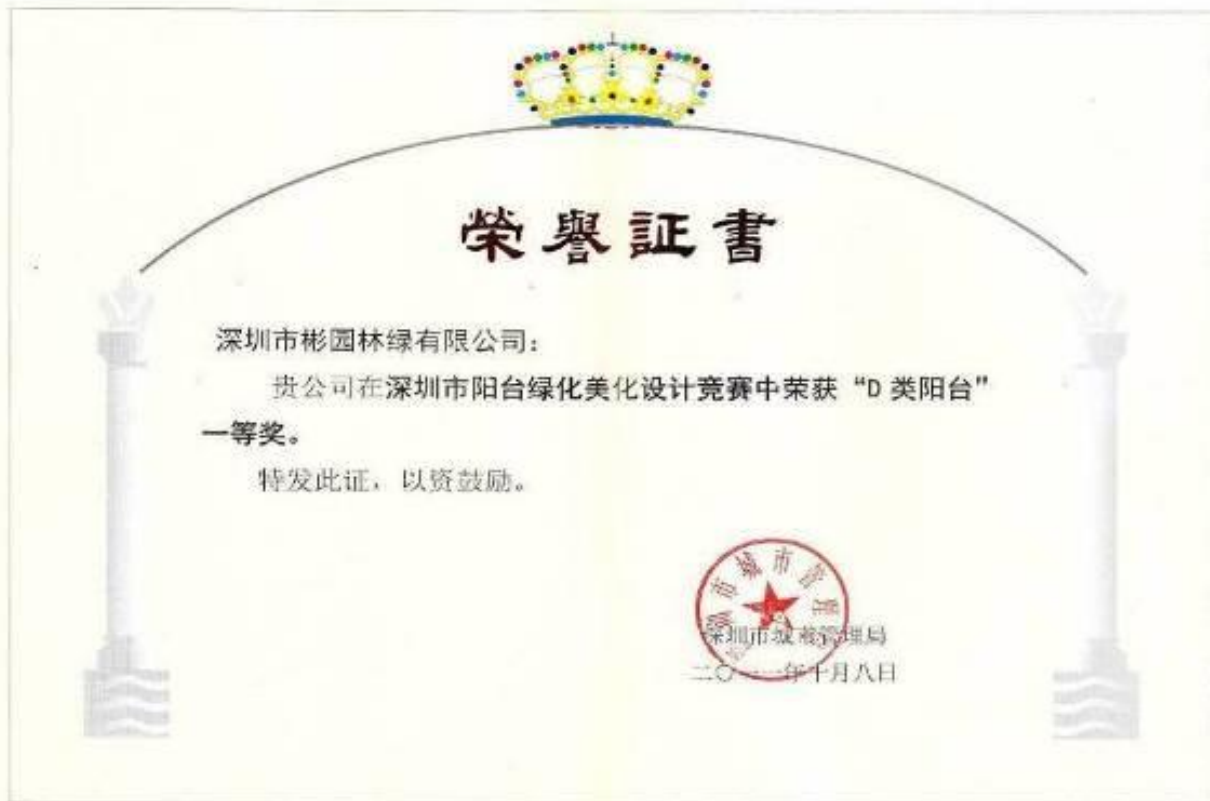 榮譽証書
深圳市彬园林绿有限公司：
贵公司在深圳市阳台绿化美化设计竞赛中荣获“D 类阳台”
一等奖。
特发此证，以资鼓励。
深圳市城市管理局
二〇一一年十月八日